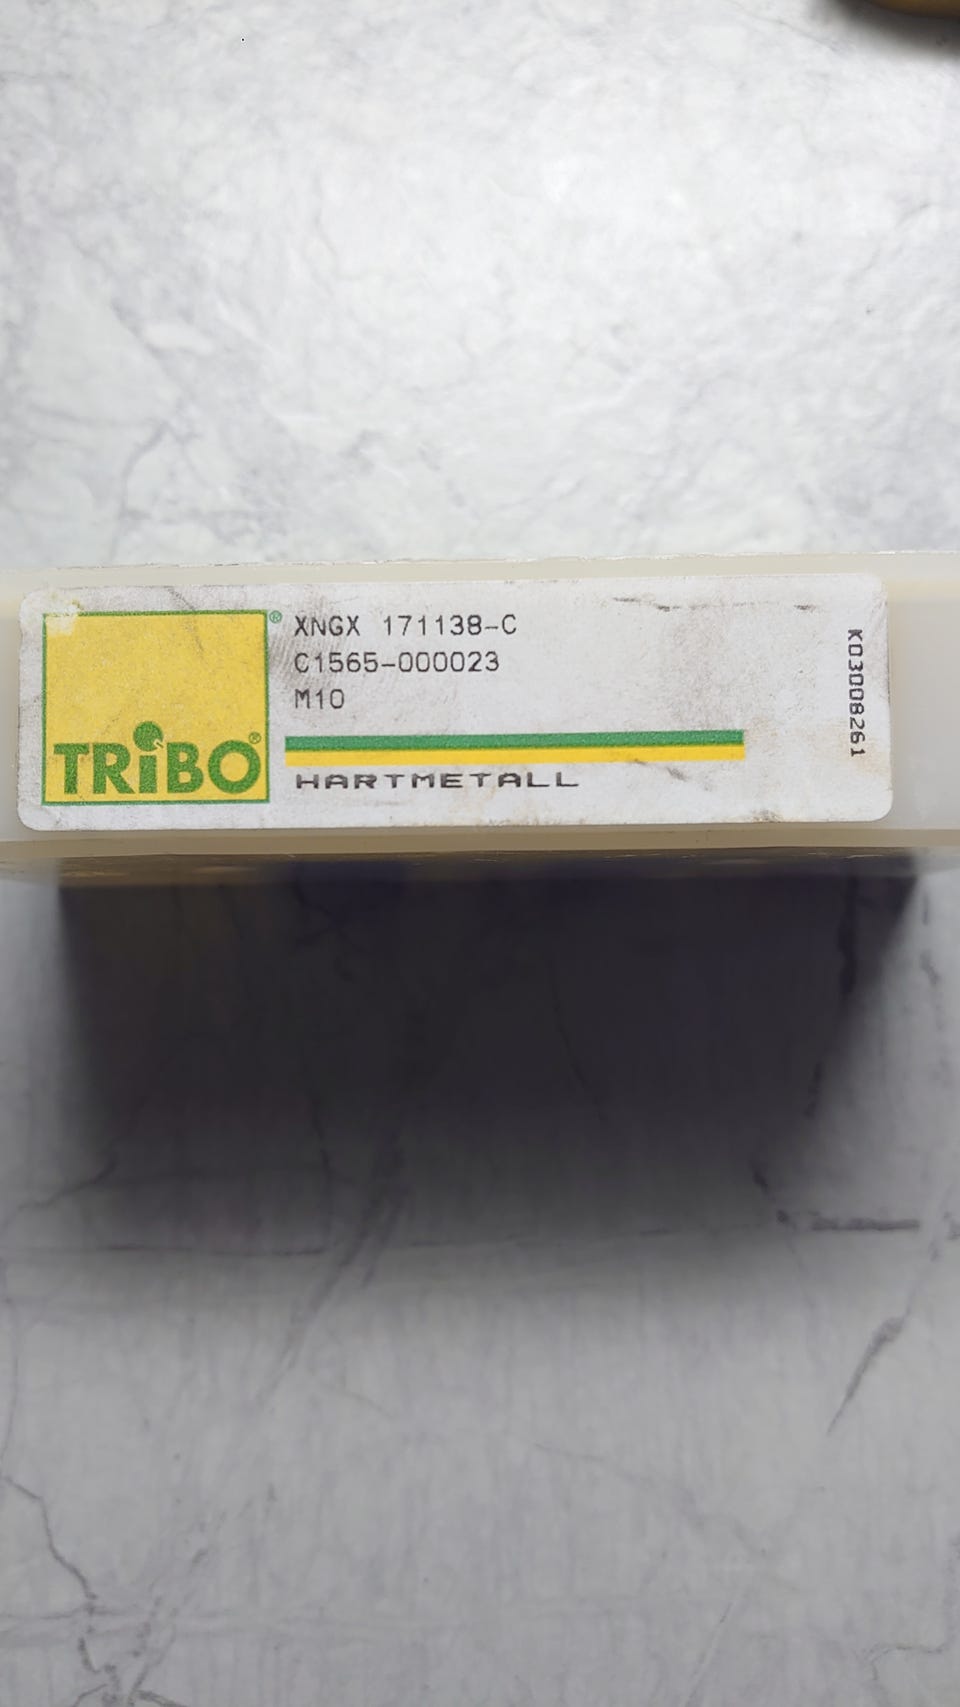 TRiBO®
®
XNGX 171138-C
C1565-000023
M10
HARTMETALL
K03008261